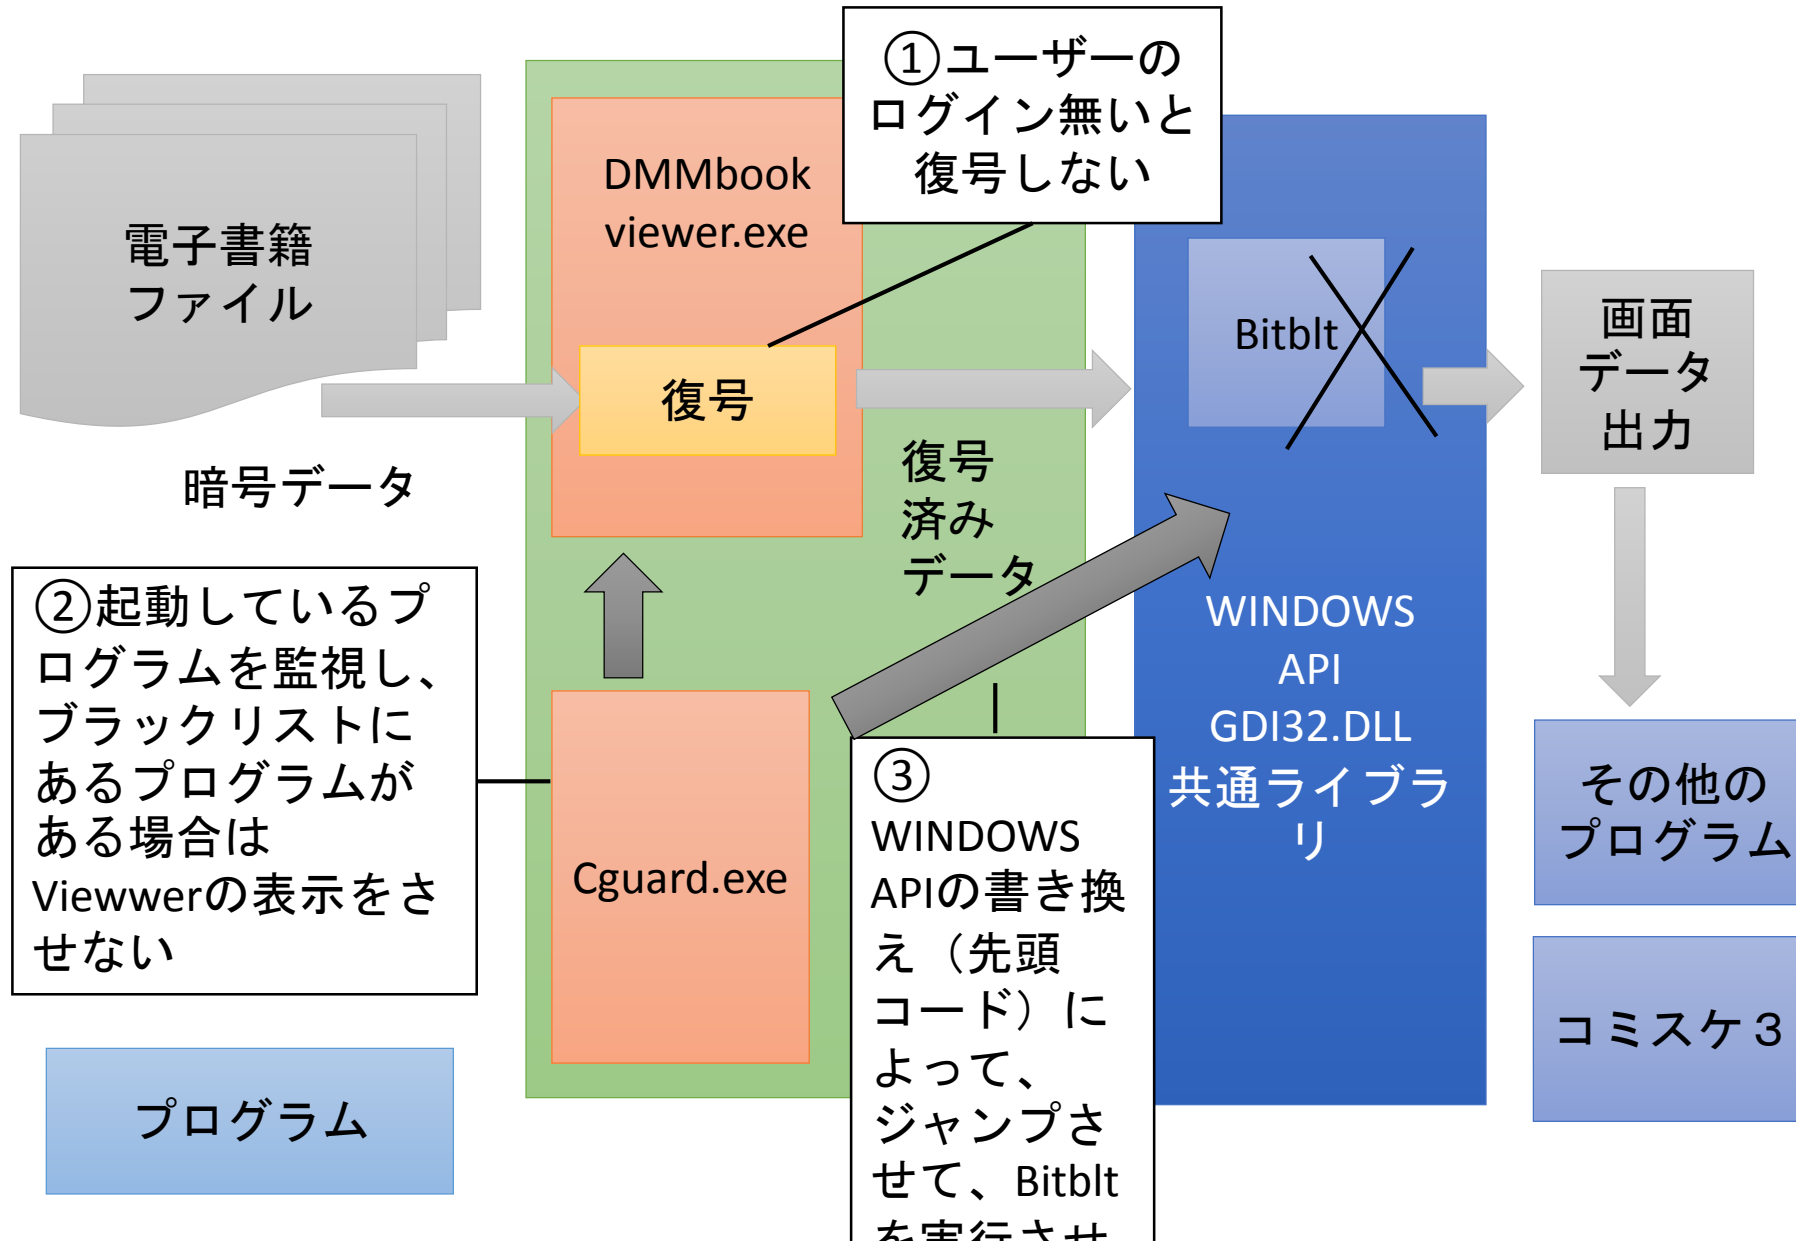 電子書籍
ファイル
暗号データ
DMMbook
viewer.exe
復号
①ユーザーの
ログイン無いと
復号しない
復号
済み
データ
Bitblt
WINDOWS
API
GDI32.DLL
共通ライブラ
リ
画面
データ
出力
②起動しているプ
ログラムを監視し、
ブラックリストに
あるプログラムが
ある場合は
Viewwerの表示をさ
せない
Cguard.exe
③
WINDOWS
APIの書き換
え（先頭
コード）に
よって、
ジャンプさ
せて、Bitblt
を実行させ
その他の
プログラム
コミスケ３
プログラム